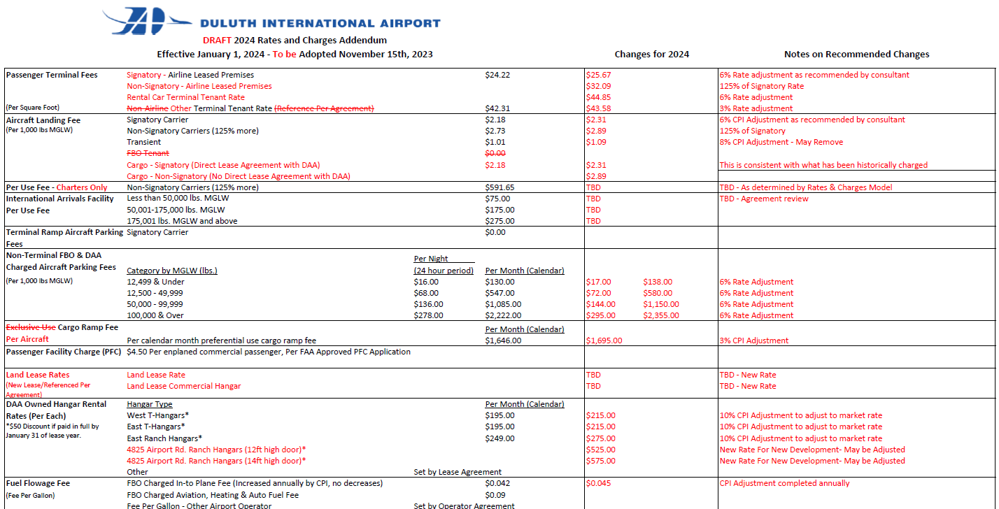 DULUTH INTERNATIONAL AIRPORT
DRAFT 2024 Rates and Charges Addendum
Effective January 1, 2024 - To be Adopted November 15th, 2023 Changes for 2024 Notes on Recommended Changes
Passenger Terminal Fees Signatory - Airline Leased Premises $24.22 $25.67 6% Rate adjustment as recommended by consultant
Non-Signatory - Airline Leased Premises $32.09 125% of Signatory Rate
Rental Car Terminal Tenant Rate $44.85 6% Rate adjustment
(Per Square Foot) Non-Airline Other Terminal Tenant Rate (Reference Per Agreement) $42.31 $43.58 3% Rate adjustment
Aircraft Landing Fee Signatory Carrier $2.18 $2.31 6% CPI Adjustment as recommended by consultant
(Per 1,000 lbs MGLW) Non-Signatory Carriers (125% more) $2.73 $2.89 125% of Signatory
Transient $1.01 $1.09 8% CPI Adjustment - May Remove
FBO Tenant $0.00
Cargo - Signatory (Direct Lease Agreement with DAA) $2.18 $2.31 This is consistent with what has been historically charged
Cargo - Non-Signatory (No Direct Lease Agreement with DAA) $2.89
Per Use Fee - Charters Only Non-Signatory Carriers (125% more) $591.65 TBD TBD - As determined by Rates & Charges Model
International Arrivals Facility Less than 50,000 lbs. MGLW $75.00 TBD TBD - Agreement review
Per Use Fee 50,001-175,000 lbs. MGLW $175.00 TBD
175,001 lbs. MGLW and above $275.00 TBD
Terminal Ramp Aircraft Parking Signatory Carrier $0.00
Fees
Non-Terminal FBO & DAA
Per Night
Charged Aircraft Parking Fees Category by MGLW (lbs.) (24 hour period) Per Month (Calendar)
(Per 1,000 lbs MGLW) 12,499 & Under $16.00 $130.00 $17.00 $138.00 6% Rate Adjustment
12,500 - 49,999 $68.00 $547.00 $72.00 $580.00 6% Rate Adjustment
50,000 - 99,999 $136.00 $1,085.00 $144.00 $1,150.00 6% Rate Adjustment
100,000 & Over $278.00 $2,222.00 $295.00 $2,355.00 6% Rate Adjustment
Exclusive Use Cargo Ramp Fee Per Month (Calendar)
Per Aircraft Per calendar month preferential use cargo ramp fee $1,646.00 $1,695.00 3% CPI Adjustment
Passenger Facility Charge (PFC) $4.50 Per enplaned commercial passenger, Per FAA Approved PFC Application
Land Lease Rates Land Lease Rate TBD TBD - New Rate
(New Lease/Referenced Per Land Lease Commercial Hangar TBD TBD - New Rate
Agreement)
DAA Owned Hangar Rental Hangar Type Per Month (Calendar)
Rates (Per Each) West T-Hangars* $195.00 $215.00 10% CPI Adjustment to adjust to market rate
*$50 Discount if paid in full by East T-Hangars* $195.00 $215.00 10% CPI Adjustment to adjust to market rate
January 31 of lease year. East Ranch Hangars* $249.00 $275.00 10% CPI Adjustment to adjust to market rate
4825 Airport Rd. Ranch Hangars (12ft high door)* $525.00 New Rate For New Development- May be Adjusted
4825 Airport Rd. Ranch Hangars (14ft high door)* $575.00 New Rate For New Development- May be Adjusted
Other Set by Lease Agreement
Fuel Flowage Fee FBO Charged In-to Plane Fee (Increased annually by CPI, no decreases) $0.042 $0.045 CPI Adjustment completed annually
(Fee Per Gallon) FBO Charged Aviation, Heating & Auto Fuel Fee $0.09
Fee Per Gallon - Other Airport Operator Set by Operator Agreement